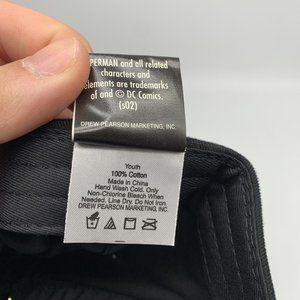 PERMAN and all related
characters and
elements are trademarks
of and © DC Comics.
(s02)
DREW PEARSON MARKETING, INC.
Youth
100% Cotton
Made in China
Hand Wash Cold. Only
Non-Chlorine Bleach When
Needed. Line Dry. Do Not Iron.
DREW PEARSON MARKETING, INC.